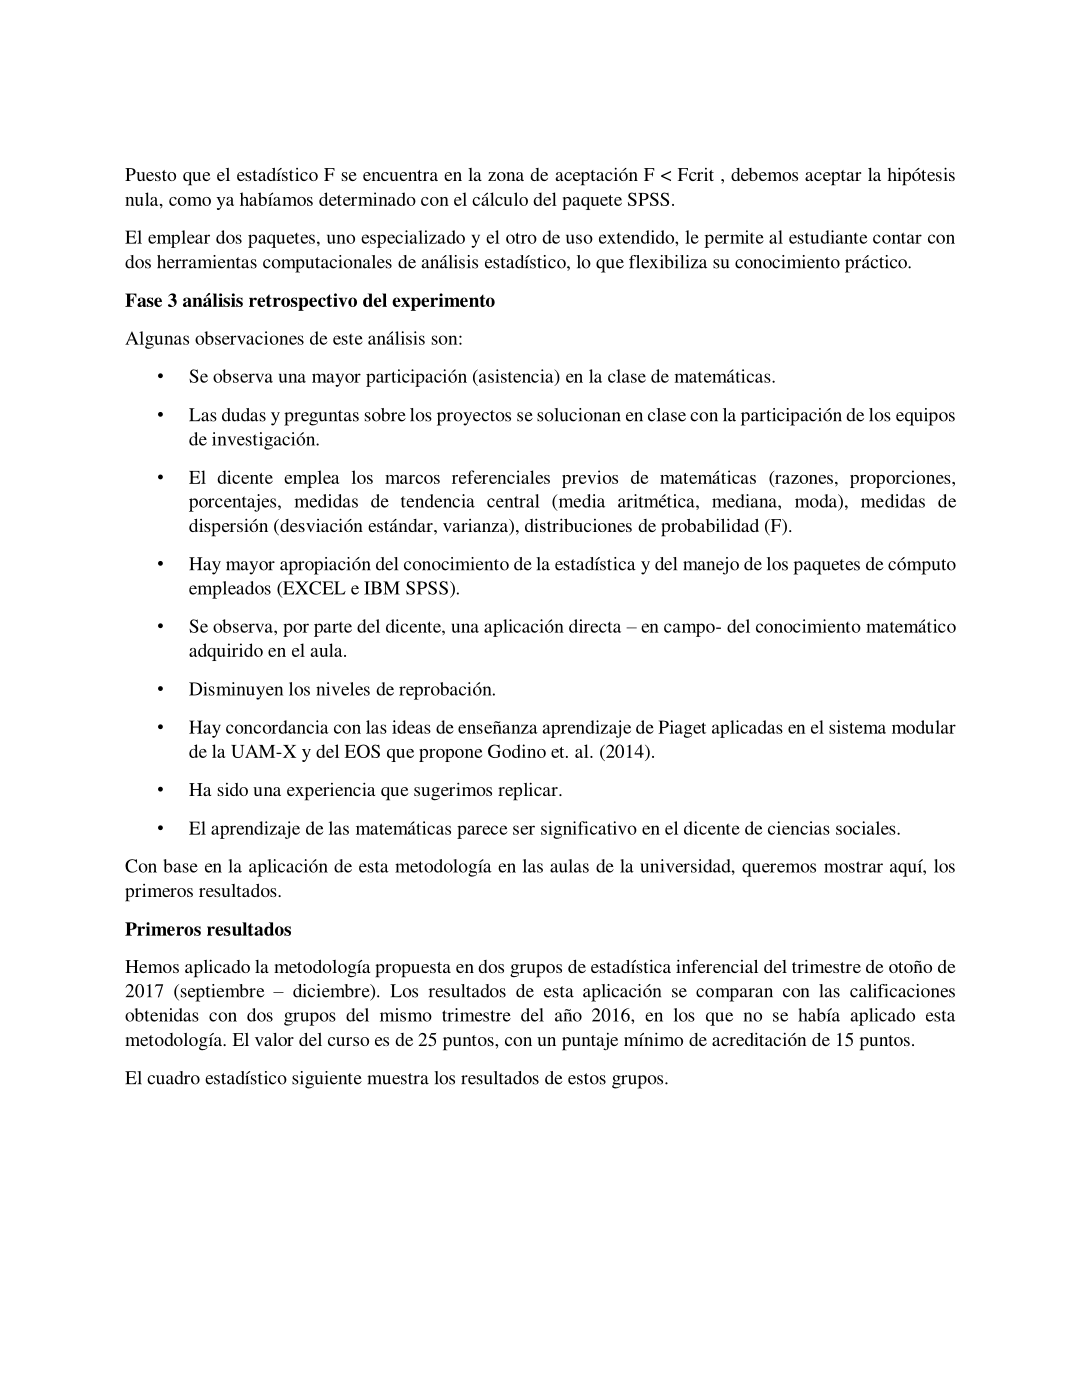 Puesto que el estadístico F se encuentra en la zona de aceptación F < Fcrit , debemos aceptar la hipótesis
nula, como ya habíamos determinado con el cálculo del paquete SPSS.
El emplear dos paquetes, uno especializado y el otro de uso extendido, le permite al estudiante contar con
dos herramientas computacionales de análisis estadístico, lo que flexibiliza su conocimiento práctico.
Fase 3 análisis retrospectivo del experimento
Algunas observaciones de este análisis son:
• Se observa una mayor participación (asistencia) en la clase de matemáticas.
• Las dudas y preguntas sobre los proyectos se solucionan en clase con la participación de los equipos
de investigación.
• El dicente emplea los marcos referenciales previos de matemáticas (razones, proporciones,
porcentajes, medidas de tendencia central (media aritmética, mediana, moda), medidas de
dispersión (desviación estándar, varianza), distribuciones de probabilidad (F).
• Hay mayor apropiación del conocimiento de la estadística y del manejo de los paquetes de cómputo
empleados (EXCEL e IBM SPSS).
• Se observa, por parte del dicente, una aplicación directa – en campo- del conocimiento matemático
adquirido en el aula.
• Disminuyen los niveles de reprobación.
• Hay concordancia con las ideas de enseñanza aprendizaje de Piaget aplicadas en el sistema modular
de la UAM-X y del EOS que propone Godino et. al. (2014).
• Ha sido una experiencia que sugerimos replicar.
• El aprendizaje de las matemáticas parece ser significativo en el dicente de ciencias sociales.
Con base en la aplicación de esta metodología en las aulas de la universidad, queremos mostrar aquí, los
primeros resultados.
Primeros resultados
Hemos aplicado la metodología propuesta en dos grupos de estadística inferencial del trimestre de otoño de
2017 (septiembre – diciembre). Los resultados de esta aplicación se comparan con las calificaciones
obtenidas con dos grupos del mismo trimestre del año 2016, en los que no se había aplicado esta
metodología. El valor del curso es de 25 puntos, con un puntaje mínimo de acreditación de 15 puntos.
El cuadro estadístico siguiente muestra los resultados de estos grupos.